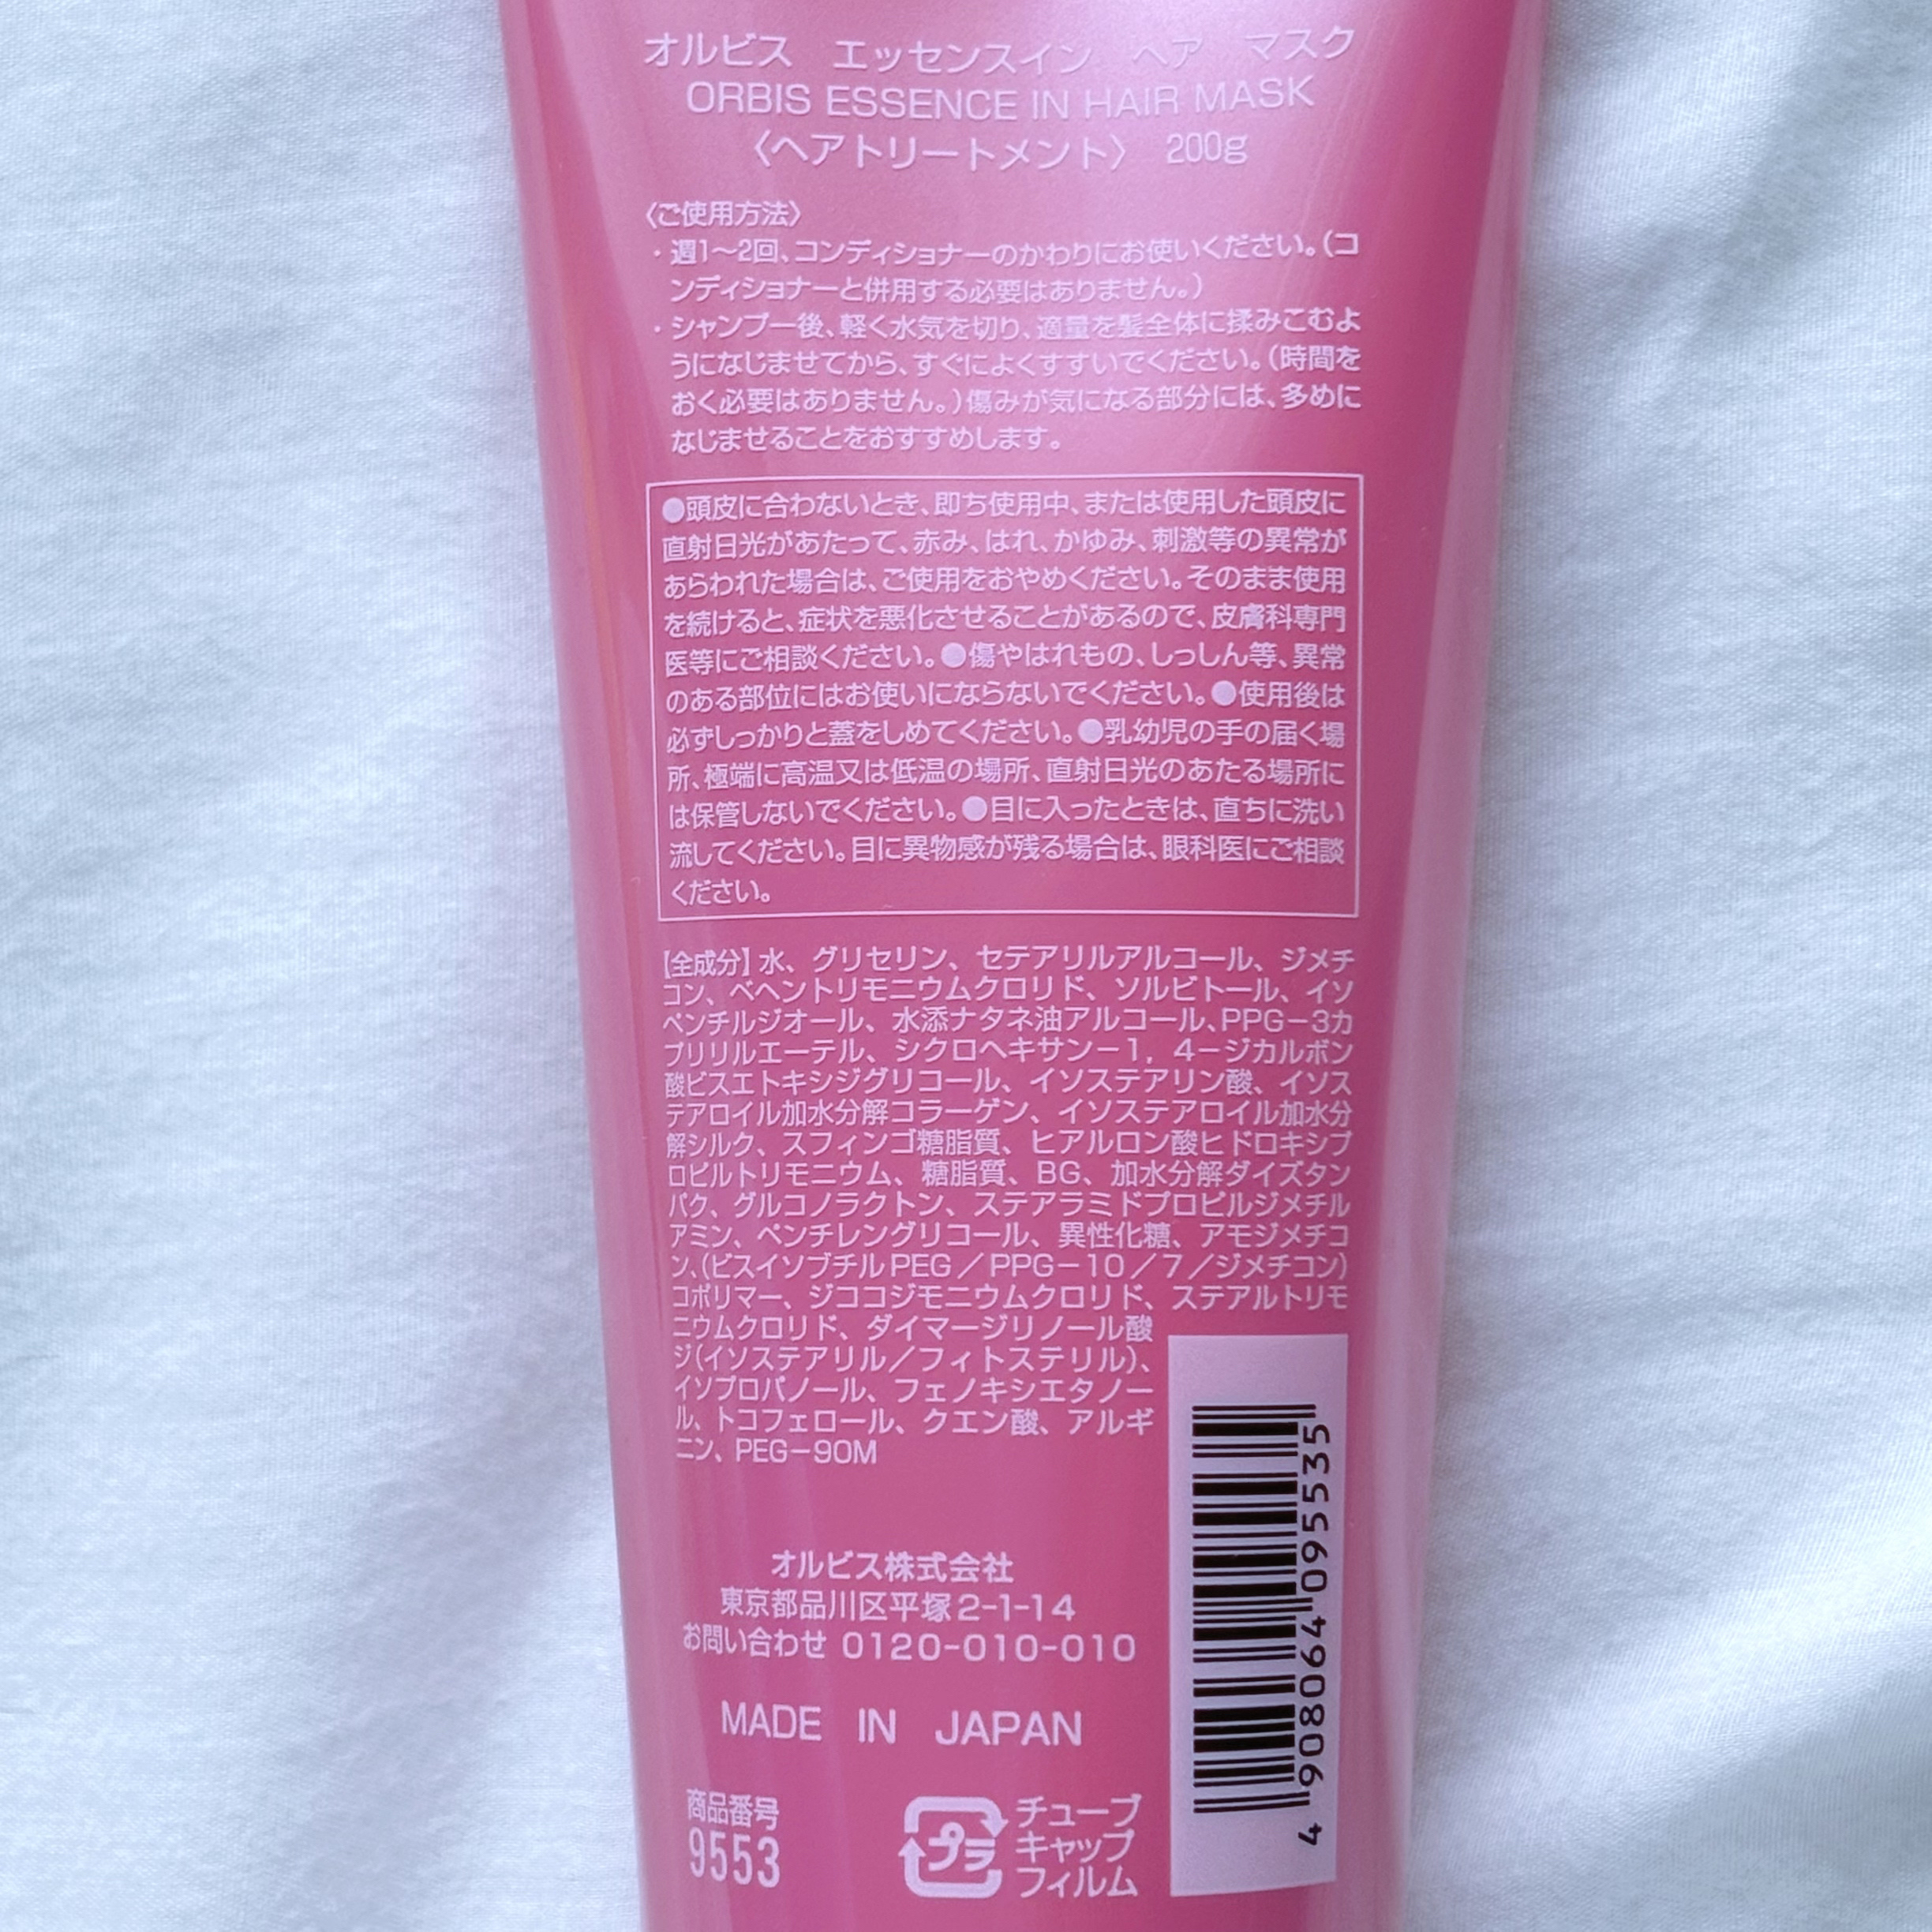 オルビス エッセンスイン ヘア マスク
ORBIS ESSENCE IN HAIR MASK
〈ヘアトリートメント〉 200g
〈ご使用方法〉
・週1～2回、コンディショナーのかわりにお使いください。（コ
ンディショナーと併用する必要はありません。）
・シャンプー後、軽く水気を切り、適量を髪全体に揉みこむよ
うになじませてから、すぐによくすすいでください。（時間を
おく必要はありません。）傷みが気になる部分には、多めに
なじませることをおすすめします。
●頭皮に合わないとき、即ち使用中、または使用した頭皮に
直射日光があたって、赤み、はれ、かゆみ、刺激等の異常が
あらわれた場合は、ご使用をおやめください。そのまま使用
を続けると、症状を悪化させることがあるので、皮膚科専門
医等にご相談ください。●傷やはれもの、しっしん等、異常
のある部位にはお使いにならないでください。●使用後は
必ずしっかりと蓋をしめてください。●乳幼児の手の届く場
所、極端に高温又は低温の場所、直射日光のあたる場所に
は保管しないでください。●目に入ったときは、直ちに洗い
流してください。目に異物感が残る場合は、眼科医にご相談
ください。
【全成分】水、グリセリン、セテアリルアルコール、ジメチ
コン、ベヘントリモニウムクロリド、ソルビトール、イソ
ペンチルジオール、水添ナタネ油アルコール、PPG－3カ
プリリルエーテル、シクロヘキサン－1，4－ジカルボン
酸ビスエトキシジグリコール、イソステアリン酸、イソス
テアロイル加水分解コラーゲン、イソステアロイル加水分
解シルク、スフィンゴ糖脂質、ヒアルロン酸ヒドロキシプ
ロピルトリモニウム、糖脂質、BG、加水分解ダイズタン
パク、グルコノラクトン、ステアラミドプロピルジメチル
アミン、ペンチレングリコール、異性化糖、アモジメチコ
ン、（ビスイソブチルPEG／PPG－10／7／ジメチコン）
コポリマー、ジココジモニウムクロリド、ステアルトリモ
ニウムクロリド、ダイマージリノール酸
ジ（イソステアリル／フィトステリル）、
イソプロパノール、フェノキシエタノー
ル、トコフェロール、クエン酸、アルギ
ニン、PEG－90M
オルビス株式会社
東京都品川区平塚2-1-14
お問い合わせ 0120-010-010
MADE IN JAPAN
商品番号
9553
プラ
チューブ
キャップ
フィルム
4 908064 095535